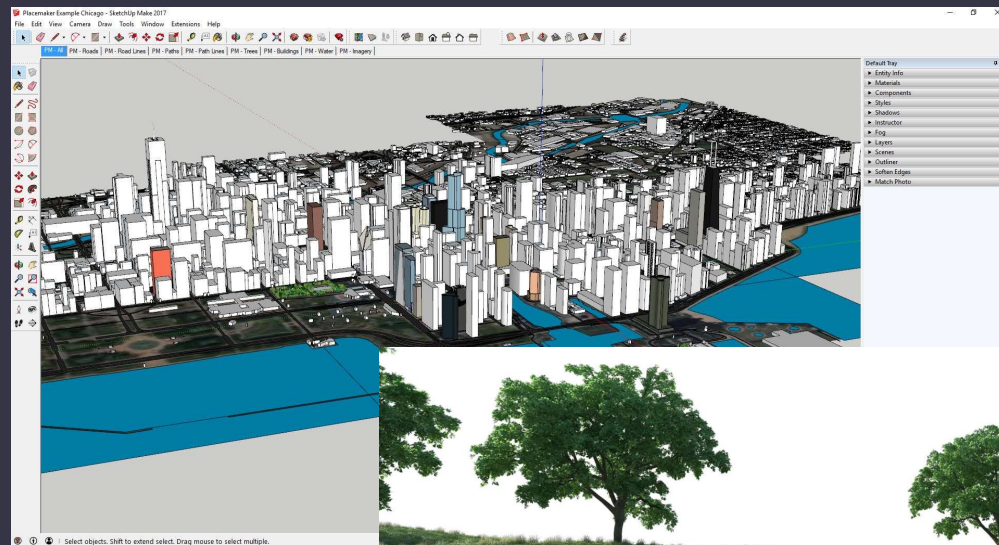 Placemaker Example Chicago - SketchUp Make 2017
File Edit View Camera Draw Tools Window Extensions Help
PM - All PM - Roads PM - Road Lines PM - Paths PM - Path Lines PM - Trees PM - Buildings PM - Water PM - Imagery
Default Tray
Entity Info
Materials
Components
Styles
Shadows
Instructor
Fog
Layers
Scenes
Outliner
Soften Edges
Match Photo
Select objects. Shift to extend select. Drag mouse to select multiple.